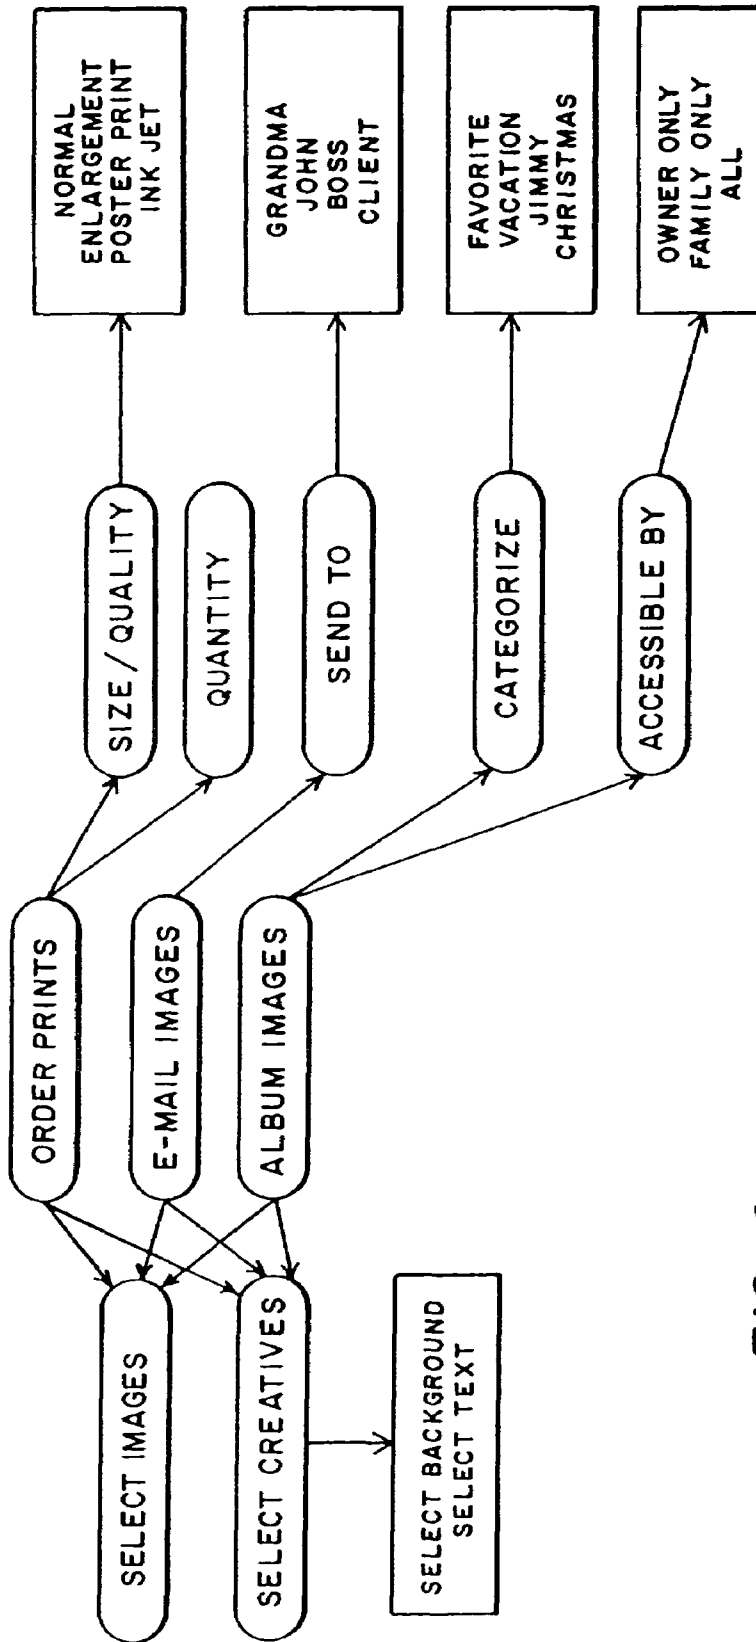 ORDER PRINTS
E-MAIL IMAGES
ALBUM IMAGES
SELECT IMAGES
SELECT CREATIVES
SELECT BACKGROUND
SELECT TEXT
SIZE / QUALITY
QUANTITY
SEND TO
CATEGORIZE
ACCESSIBLE BY
NORMAL
ENLARGEMENT
POSTER PRINT
INK JET
GRANDMA
JOHN
BOSS
CLIENT
FAVORITE
VACATION
JIMMY
CHRISTMAS
OWNER ONLY
FAMILY ONLY
ALL